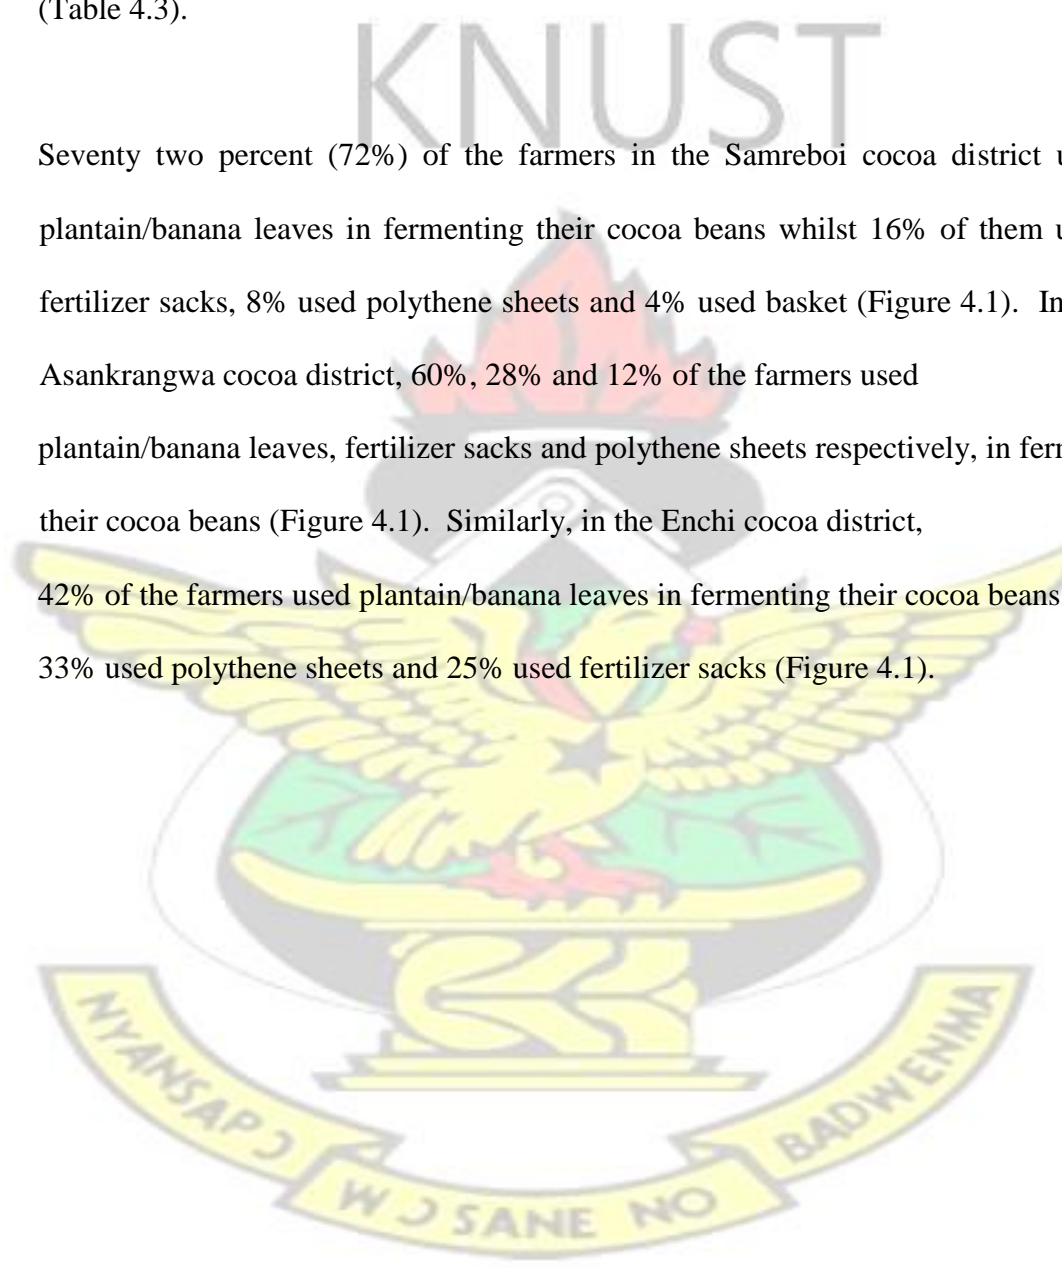 (Table 4.3).
KNUST
Seventy two percent (72%) of the farmers in the Samreboi cocoa district
plantain/banana leaves in fermenting their cocoa beans whilst 16% of them
fertilizer sacks, 8% used polythene sheets and 4% used basket (Figure 4.1). In
Asankrangwa cocoa district, 60%, 28% and 12% of the farmers used
plantain/banana leaves, fertilizer sacks and polythene sheets respectively, in
their cocoa beans (Figure 4.1). Similarly, in the Enchi cocoa district,
42% of the farmers used plantain/banana leaves in fermenting their cocoa beans
33% used polythene sheets and 25% used fertilizer sacks (Figure 4.1).
NYANSAPƆ
WƆSANE NO
BADWENMA